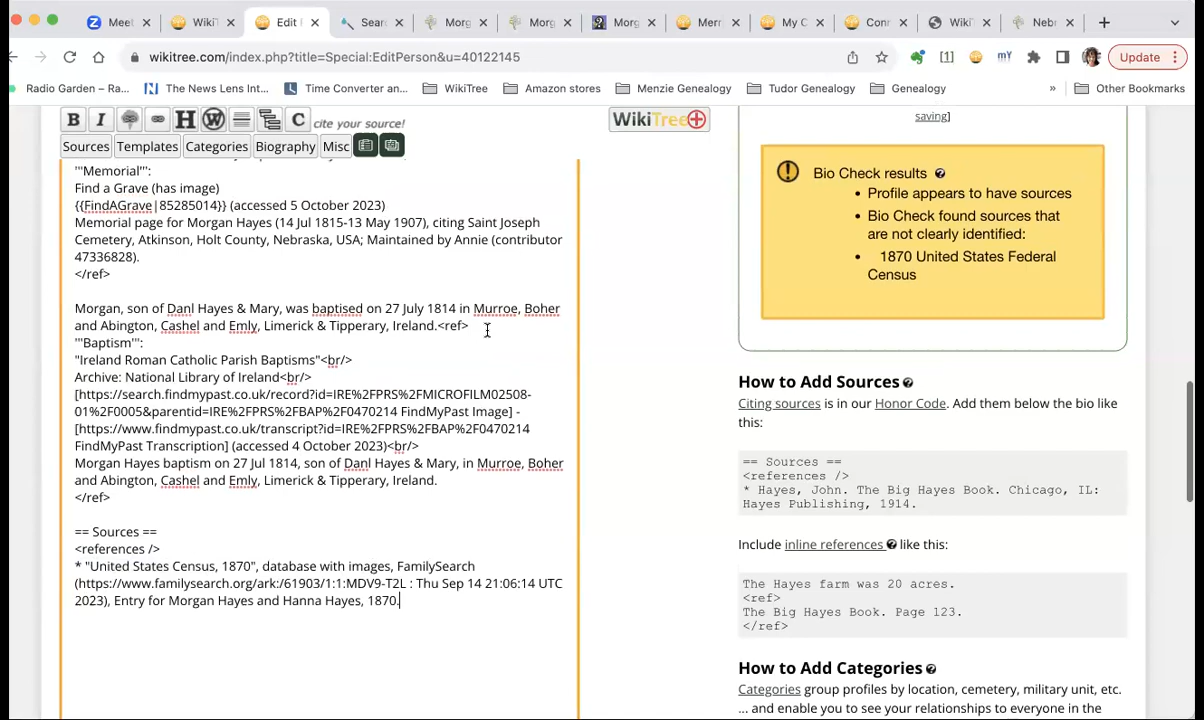 Meet
WikiT
Edit P
Sear
Morg
Morg
Morg
Merr
My C
Conn
WikiT
Nebr
wikitree.com/index.php?title=Special:EditPerson&u=40122145
Update
Radio Garden – Ra...
The News Lens Int...
Time Converter an...
WikiTree
Amazon stores
Menzie Genealogy
Tudor Genealogy
Genealogy
»
Other Bookmarks
B I H W C cite your source!
WikiTree+
Sources Templates Categories Biography Misc
'''Memorial''':
Find a Grave (has image)
{{FindAGrave|85285014}} (accessed 5 October 2023)
Memorial page for Morgan Hayes (14 Jul 1815-13 May 1907), citing Saint Joseph
Cemetery, Atkinson, Holt County, Nebraska, USA; Maintained by Annie (contributor
47336828).
</ref>
Morgan, son of Danl Hayes & Mary, was baptised on 27 July 1814 in Murroe, Boher
and Abington, Cashel and Emly, Limerick & Tipperary, Ireland.<ref>
'''Baptism''':
"Ireland Roman Catholic Parish Baptisms"<br/>
Archive: National Library of Ireland<br/>
[https://search.findmypast.co.uk/record?id=IRE%2FPRS%2FMICROFILM02508-
01%2F0005&parentid=IRE%2FPRS%2FBAP%2F0470214 FindMyPast Image] -
[https://www.findmypast.co.uk/transcript?id=IRE%2FPRS%2FBAP%2F0470214
FindMyPast Transcription] (accessed 4 October 2023)<br/>
Morgan Hayes baptism on 27 Jul 1814, son of Danl Hayes & Mary, in Murroe, Boher
and Abington, Cashel and Emly, Limerick & Tipperary, Ireland.
</ref>
== Sources ==
<references />
* "United States Census, 1870", database with images, FamilySearch
(https://www.familysearch.org/ark:/61903/1:1:MDV9-T2L : Thu Sep 14 21:06:14 UTC
2023), Entry for Morgan Hayes and Hanna Hayes, 1870.
saving]
Bio Check results
• Profile appears to have sources
• Bio Check found sources that
are not clearly identified:
• 1870 United States Federal
Census
How to Add Sources
Citing sources is in our Honor Code. Add them below the bio like
this:
== Sources ==
<references />
* Hayes, John. The Big Hayes Book. Chicago, IL:
Hayes Publishing, 1914.
Include inline references like this:
The Hayes farm was 20 acres.
<ref>
The Big Hayes Book. Page 123.
</ref>
How to Add Categories
Categories group profiles by location, cemetery, military unit, etc.
... and enable you to see your relationships to everyone in the